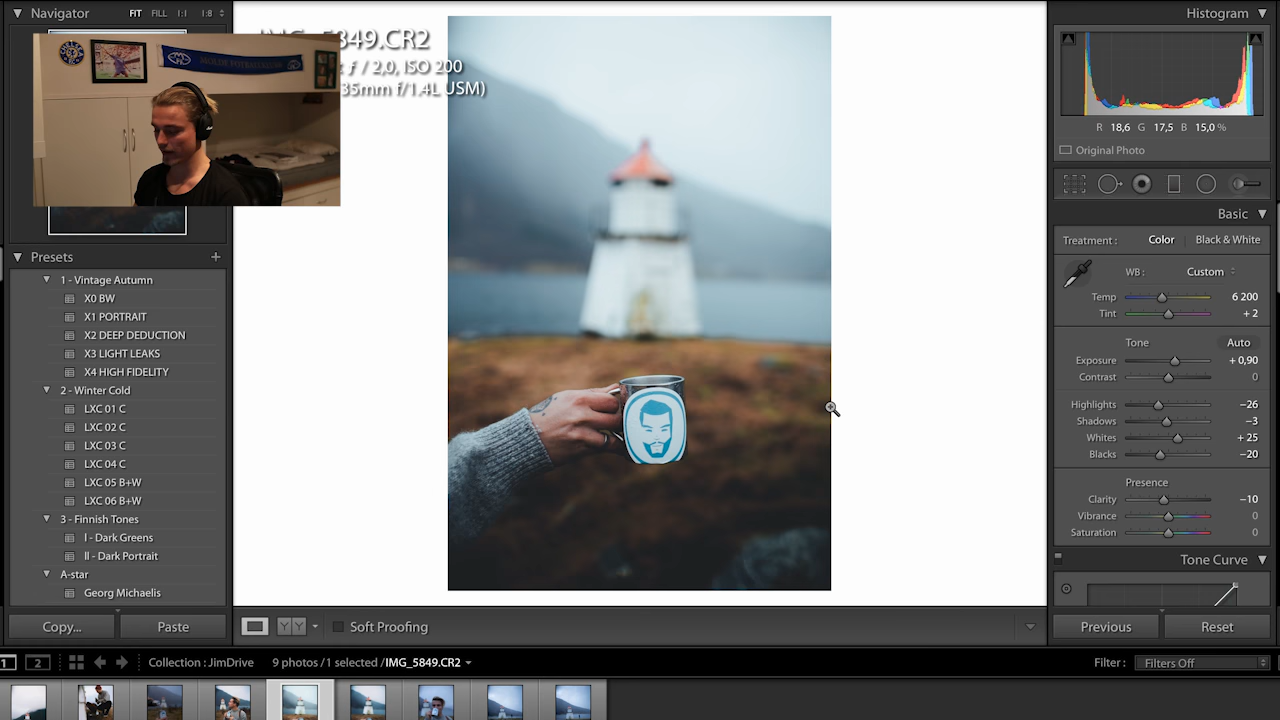 Navigator
FIT FILL 1:1 1:8
5849.CR2
ƒ / 2,0, ISO 200
35mm f/1.4L USM)
Presets +
1 - Vintage Autumn
X0 BW
X1 PORTRAIT
X2 DEEP DEDUCTION
X3 LIGHT LEAKS
X4 HIGH FIDELITY
2 - Winter Cold
LXC 01 C
LXC 02 C
LXC 03 C
LXC 04 C
LXC 05 B+W
LXC 06 B+W
3 - Finnish Tones
I - Dark Greens
II - Dark Portrait
A-star
Georg Michaelis
Copy... Paste
Y Y Soft Proofing
Histogram
R 18,6 G 17,5 B 15,0 %
Original Photo
Basic
Treatment : Color Black & White
WB : Custom
Temp 6 200
Tint + 2
Tone Auto
Exposure + 0,90
Contrast 0
Highlights −26
Shadows −3
Whites + 25
Blacks −20
Presence
Clarity −10
Vibrance 0
Saturation 0
Tone Curve
Previous Reset
1 2 Collection : JimDrive 9 photos / 1 selected / IMG_5849.CR2 Filter : Filters Off